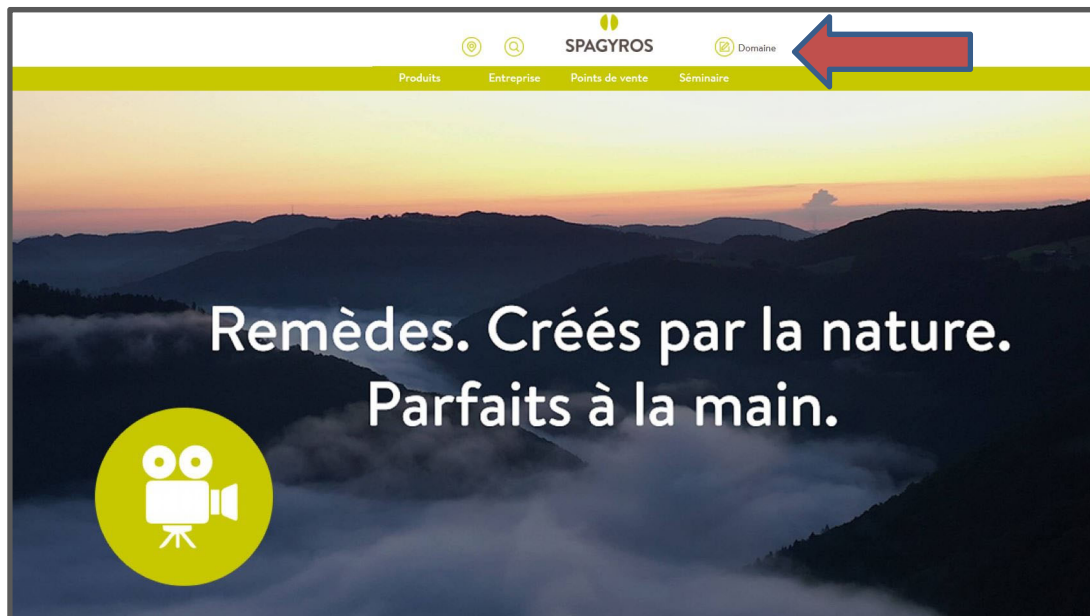 SPAGYROS
Domaine
Produits Entreprise Points de vente Séminaire
Remèdes. Créés par la nature.
Parfaits à la main.